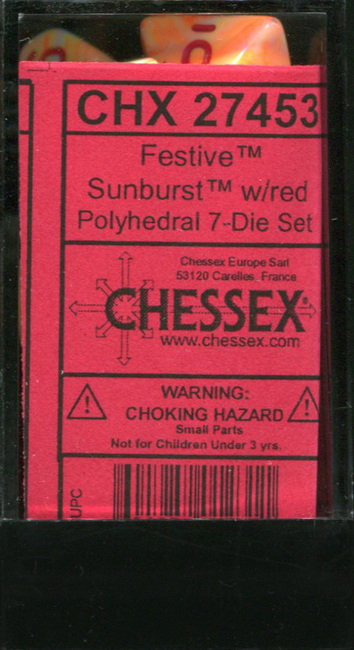 CHX 27453
Festive™
Sunburst™ w/red
Polyhedral 7-Die Set
Chessex Europe Sarl
53120 Carelles France
CHESSEX®
www.chessex.com
WARNING:
CHOKING HAZARD
Small Parts
Not for Children Under 3 yrs.
UPC